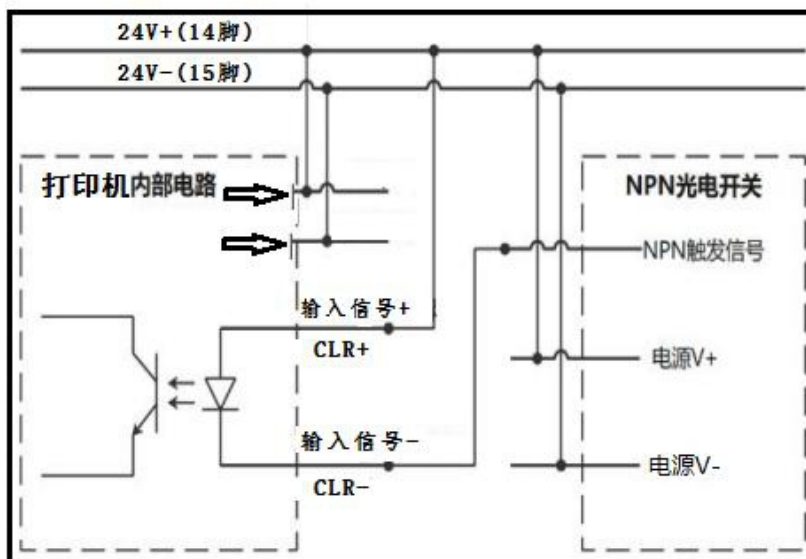 24V+(14脚)
24V-(15脚)
打印机内部电路
NPN光电开关
NPN触发信号
输入信号+
CLR+
电源V+
输入信号-
CLR-
电源V-